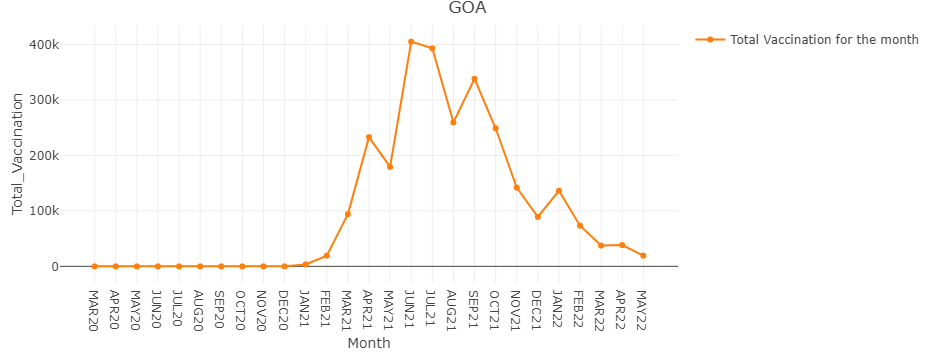 GOA
Total Vaccination for the month
Total_Vaccination
400k
300k
200k
100k
0
MAR20
APR20
MAY20
JUN20
JUL20
AUG20
SEP20
OCT20
NOV20
DEC20
JAN21
FEB21
MAR21
APR21
MAY21
JUN21
JUL21
AUG21
SEP21
OCT21
NOV21
DEC21
JAN22
FEB22
MAR22
APR22
MAY22
Month